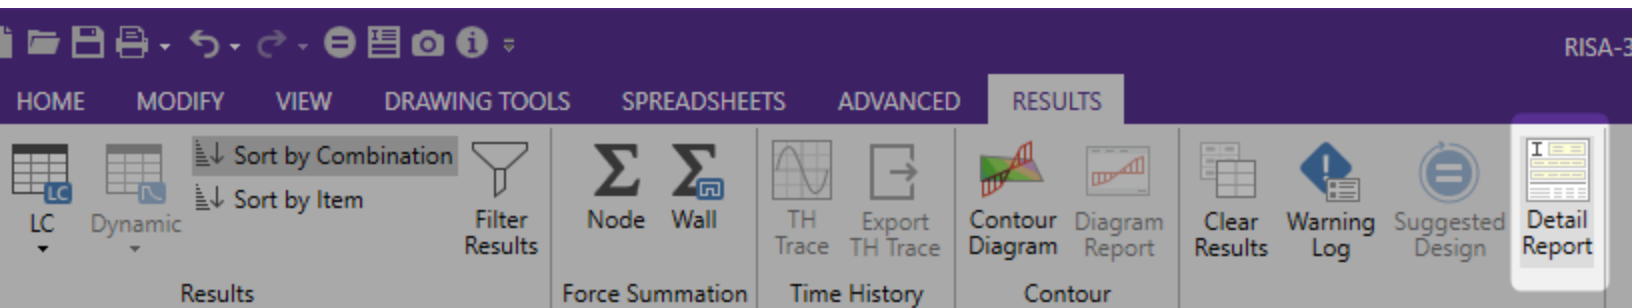 RISA-3
HOME MODIFY VIEW DRAWING TOOLS SPREADSHEETS ADVANCED RESULTS
LC
Dynamic
Sort by Combination
Sort by Item
Filter
Results
Results
Node
Wall
Force Summation
TH
Trace
Export
TH Trace
Time History
Contour
Diagram
Diagram
Report
Contour
Clear
Results
Warning
Log
Suggested
Design
Detail
Report